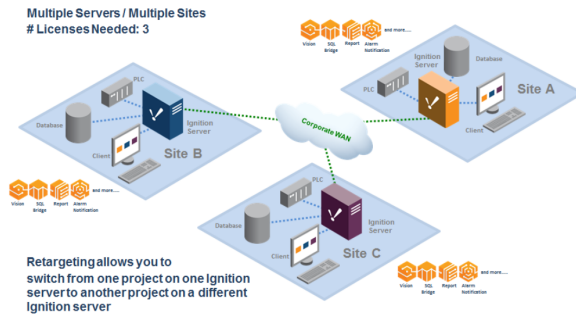 Multiple Servers / Multiple Sites
# Licenses Needed: 3
Vision
SQL
Bridge
Report
Alarm
Notification
and more.....
Ignition
Server
Database
PLC
Client
Site A
PLC
Database
Ignition
Server
Client
Site B
Corporate WAN
Vision
SQL
Bridge
Report
Alarm
Notification
and more.....
PLC
Database
Ignition
Server
Client
Site C
Vision
SQL
Bridge
Report
Alarm
Notification
and more.....
Retargeting allows you to
switch from one project on one Ignition
server to another project on a different
Ignition server